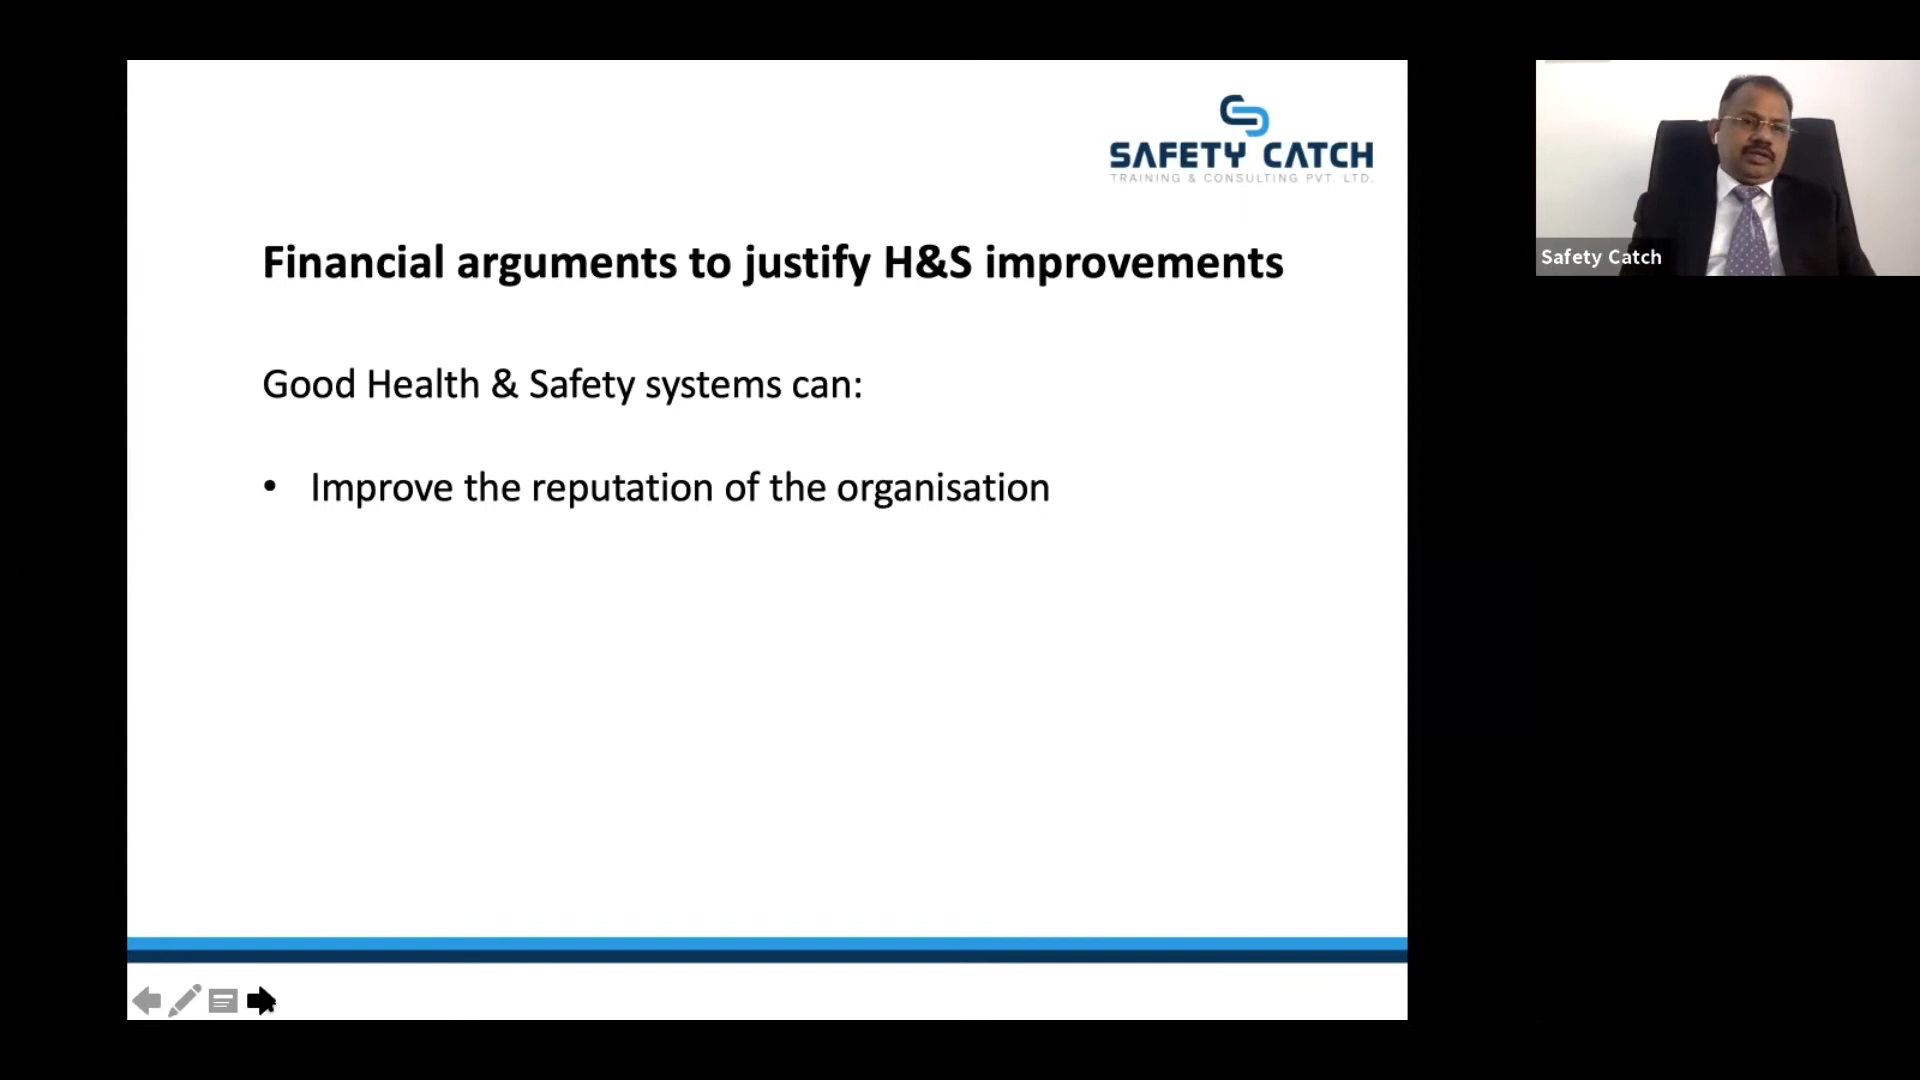 SAFETY CATCH
TRAINING & CONSULTING PVT. LTD.
Financial arguments to justify H&S improvements
Good Health & Safety systems can:
• Improve the reputation of the organisation
Safety Catch